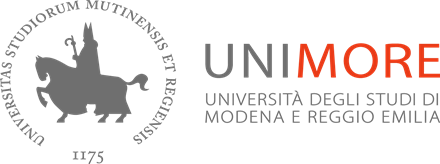 UNIVERSITAS STUDIORUM MUTINENSIS ET REGIENSIS
1175
UNIMORE
UNIVERSITÀ DEGLI STUDI DI
MODENA E REGGIO EMILIA